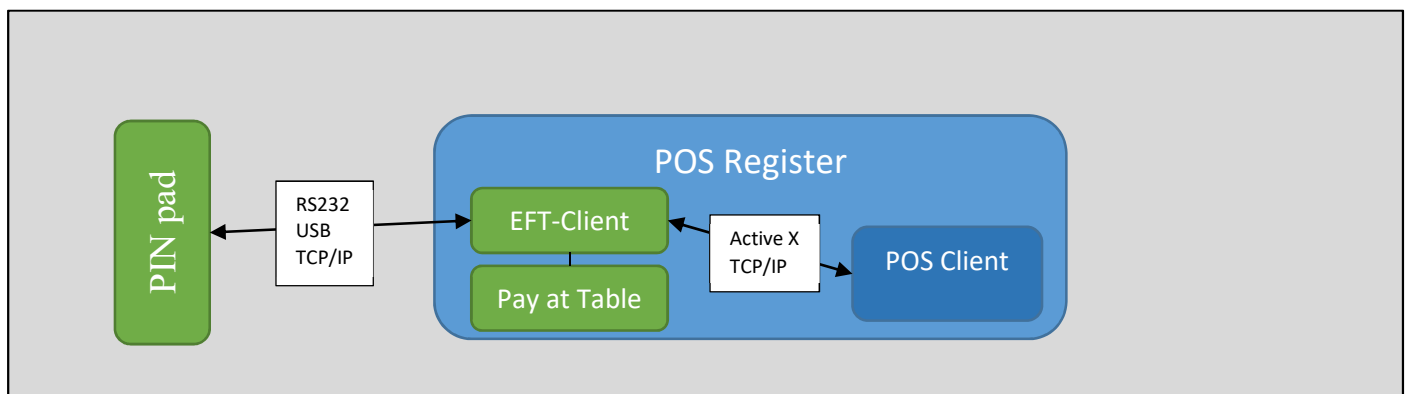 POS Register
PIN pad
RS232
USB
TCP/IP
EFT-Client
Pay at Table
Active X
TCP/IP
POS Client